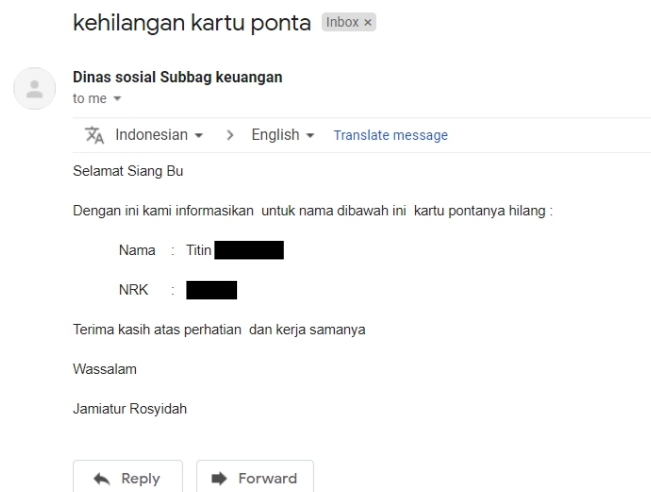 kehilangan kartu ponta Inbox ×
Dinas sosial Subbag keuangan
to me
Indonesian > English Translate message
Selamat Siang Bu
Dengan ini kami informasikan untuk nama dibawah ini kartu pontanya hilang :
Nama : Titin
NRK :
Terima kasih atas perhatian dan kerja samanya
Wassalam
Jamiatur Rosyidah
Reply Forward